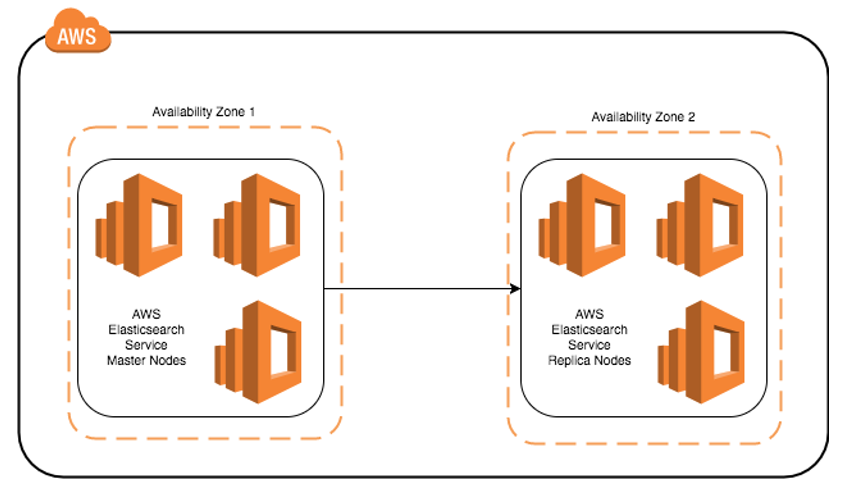 AWS
Availability Zone 1
Availability Zone 2
AWS
Elasticsearch
Service
Master Nodes
AWS
Elasticsearch
Service
Replica Nodes